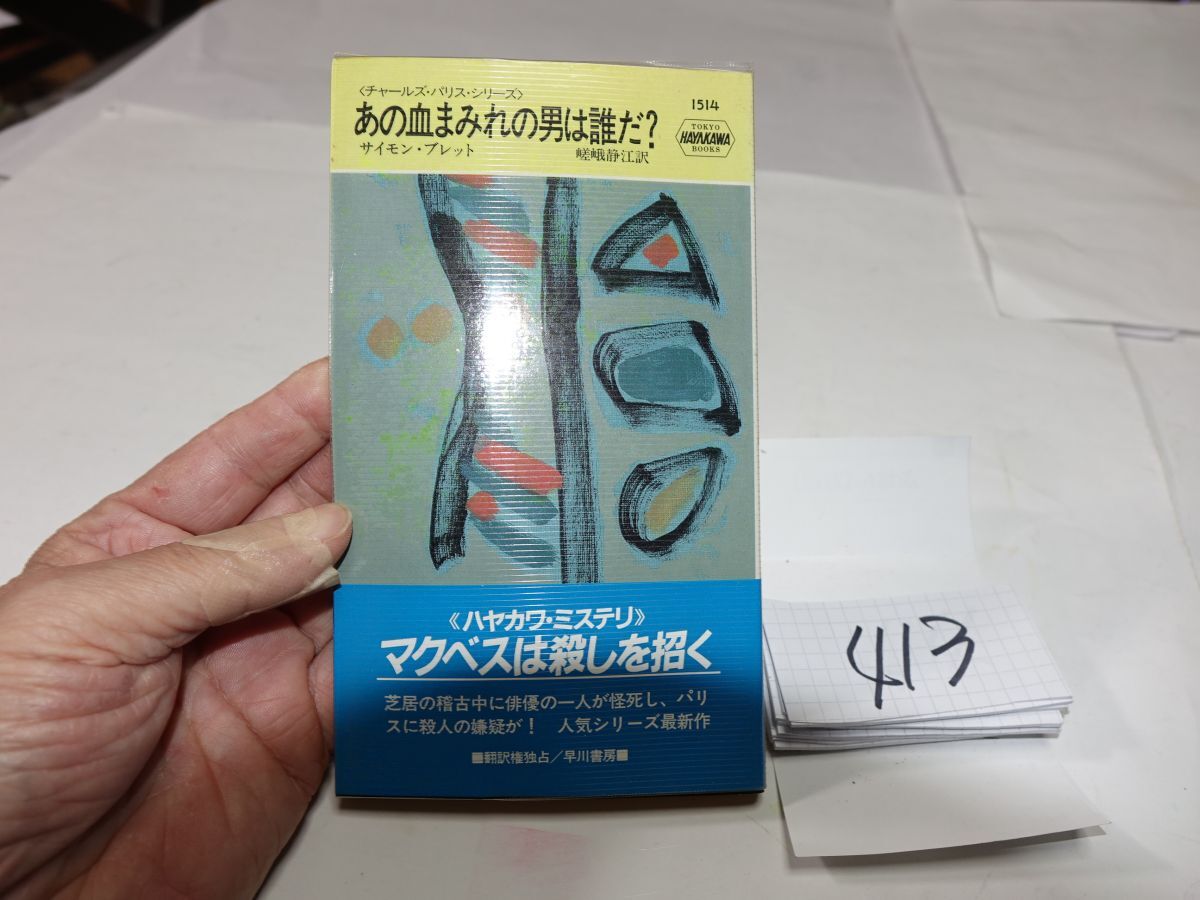 〈チャールズ・パリス・シリーズ〉
あの血まみれの男は誰だ?
サイモン・ブレット 嵯峨静江訳
1514
TOKYO
HAYAKAWA
BOOKS
《ハヤカワ・ミステリ》
マクベスは殺しを招く
芝居の稽古中に俳優の一人が怪死し、パリ
スに殺人の嫌疑が! 人気シリーズ最新作
■翻訳権独占/早川書房■
413